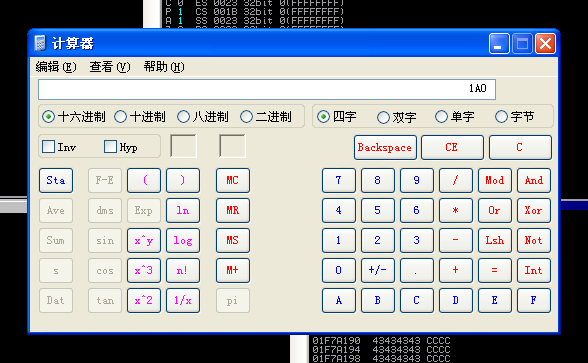 C 0 ES 0023 32bit 0(FFFFFFFF)
P 1 CS 001B 32bit 0(FFFFFFFF)
A 1 SS 0023 32bit 0(FFFFFFFF)
计算器
编辑(E) 查看(V) 帮助(H)
1A0
十六进制 十进制 八进制 二进制 四字 双字 单字 字节
Inv Hyp Backspace CE C
Sta F-E ( ) MC 7 8 9 / Mod And
Ave dms Exp ln MR 4 5 6 * Or Xor
Sum sin x^y log MS 1 2 3 - Lsh Not
s cos x^3 n! M+ 0 +/- . + = Int
Dat tan x^2 1/x pi A B C D E F
01F7A190 43434343 CCCC
01F7A194 43434343 CCCC
01F7A198 43434343 CCCC